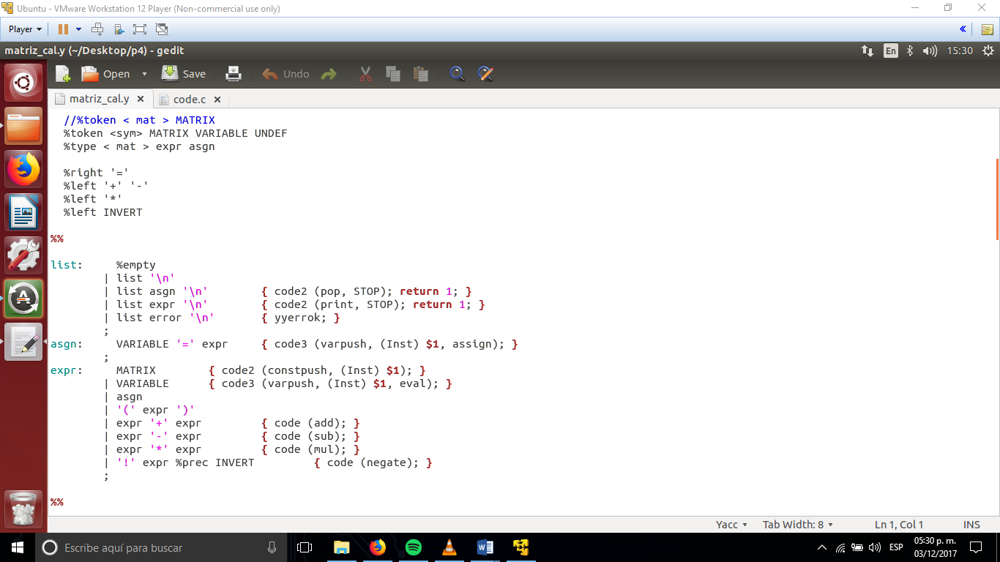 Ubuntu - VMware Workstation 12 Player (Non-commercial use only)
Player
matriz_cal.y (~/Desktop/p4) - gedit
En
15:30
Open
Save
Undo
matriz_cal.y
code.c
//%token < mat > MATRIX
%token <sym> MATRIX VARIABLE UNDEF
%type < mat > expr asgn
%right '='
%left '+' '-'
%left '*'
%left INVERT
%%
list: %empty
| list '\n'
| list asgn '\n' { code2 (pop, STOP); return 1; }
| list expr '\n' { code2 (print, STOP); return 1; }
| list error '\n' { yyerrok; }
;
asgn: VARIABLE '=' expr { code3 (varpush, (Inst) $1, assign); }
;
expr: MATRIX { code2 (constpush, (Inst) $1); }
| VARIABLE { code3 (varpush, (Inst) $1, eval); }
| asgn
| '(' expr ')'
| expr '+' expr { code (add); }
| expr '-' expr { code (sub); }
| expr '*' expr { code (mul); }
| '!' expr %prec INVERT { code (negate); }
;
%%
Yacc Tab Width: 8 Ln 1, Col 1 INS
Escribe aquí para buscar
ESP
05:30 p. m.
03/12/2017